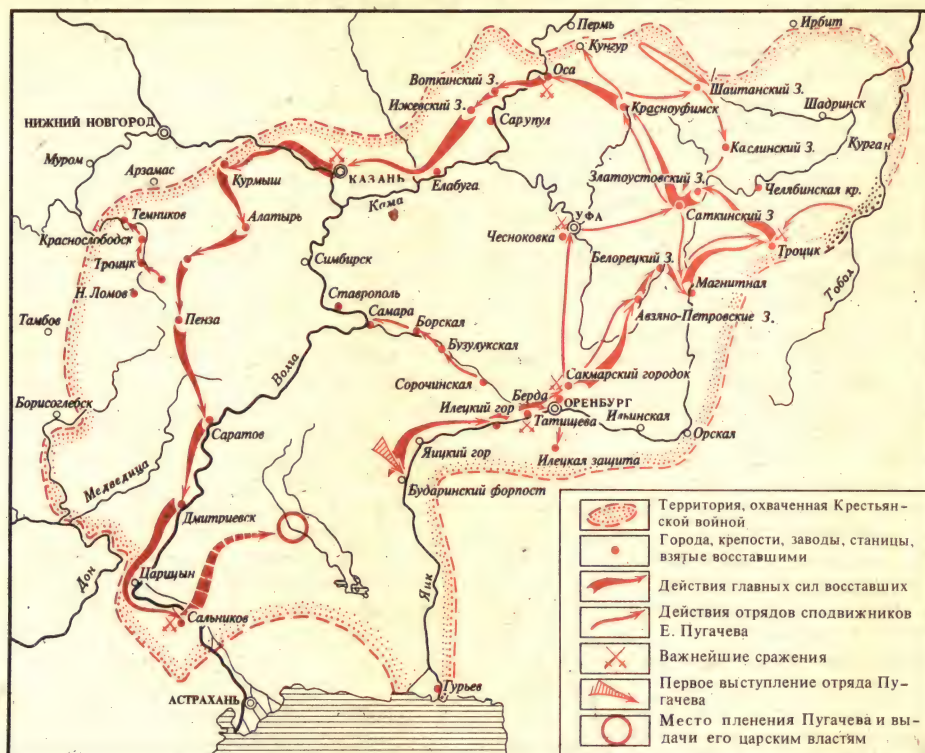 Пермь
Ирбит
Кунгур
Оса
Воткинский З.
Шайтанский З.
Ижевский З.
Красноуфимск
Шадринск
Сарупул
НИЖНИЙ НОВГОРОД
Курган
Муром
Каслинский З.
Арзамас
КАЗАНЬ
Златоустовский З.
Курмыш
Елабуга
Челябинская кр.
Кама
Темников
Саткинский З
УФА
Алатырь
Чесноковка
Краснослободск
Троицк
Белорецкий З.
Троицк
Симбирск
Н. Ломов
Магнитная
Тобол
Ставрополь
Авзяно-Петровские З.
Самара
Борская
Тамбов
Пенза
Бузулукская
Волга
Сорочинская
Сакмарский городок
Берда
Борисоглебск
ОРЕНБУРГ
Илецкий гор
Татищева
Ильинская
Саратов
Орская
Яицкий гор
Илецкая защита
Медведица
Бударинский форпост
Дмитриевск
Дон
Царицын
Яик
Сальников
Гурьев
АСТРАХАНЬ
Территория, охваченная Крестьян-
ской войной
Города, крепости, заводы, станицы,
взятые восставшими
Действия главных сил восставших
Действия отрядов сподвижников
Е. Пугачева
Важнейшие сражения
Первое выступление отряда Пу-
гачева
Место пленения Пугачева и вы-
дачи его царским властям